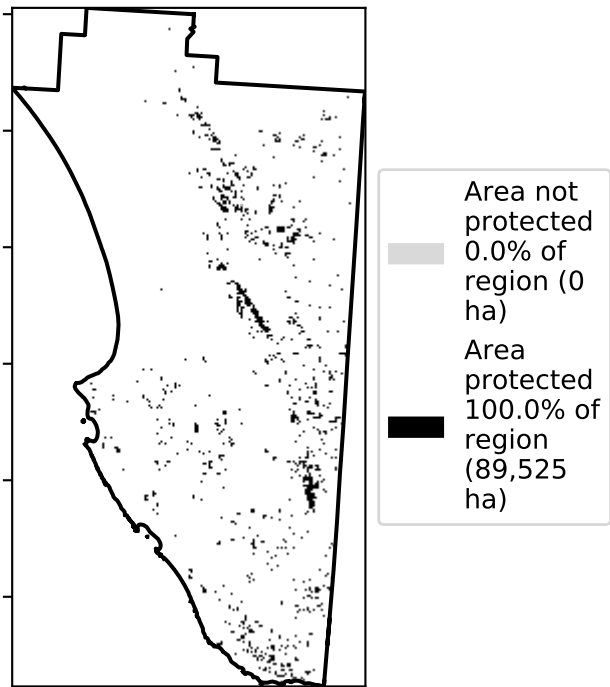 Area not
protected
0.0% of
region (0
ha)
Area
protected
100.0% of
region
(89,525
ha)